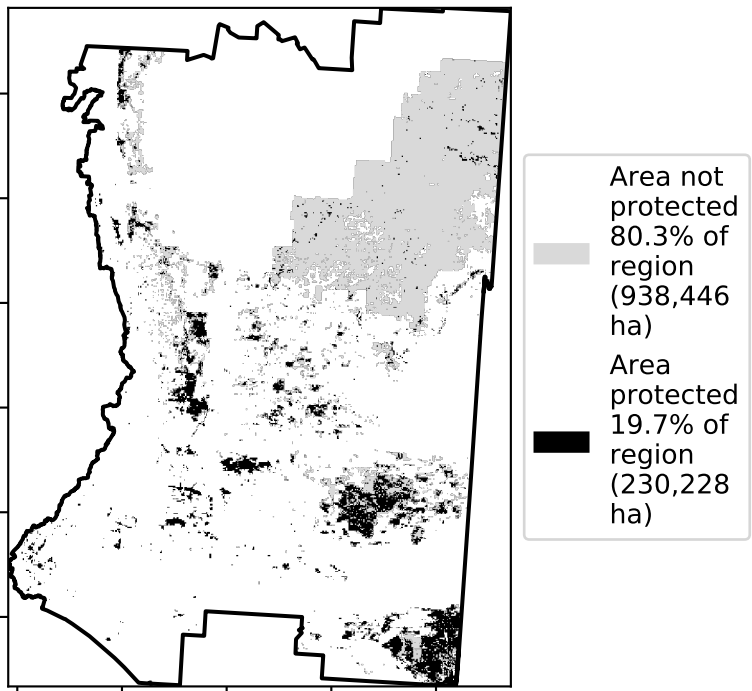 Area not
protected
80.3% of
region
(938,446
ha)
Area
protected
19.7% of
region
(230,228
ha)